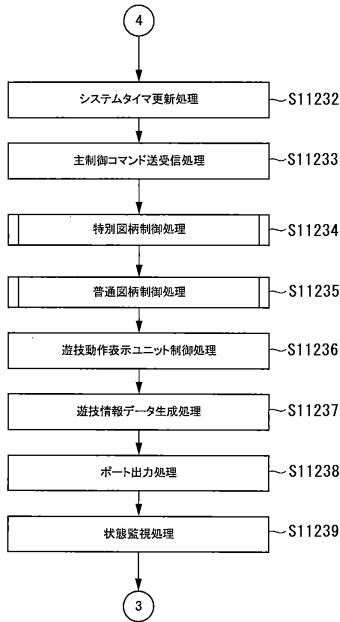 4
システムタイマ更新処理 S11232
主制御コマンド送受信処理 S11233
特別図柄制御処理 S11234
普通図柄制御処理 S11235
遊技動作表示ユニット制御処理 S11236
遊技情報データ生成処理 S11237
ポート出力処理 S11238
状態監視処理 S11239
3